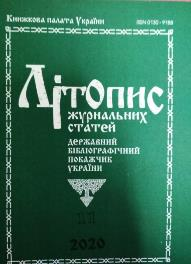 Книжкова палата України
ISSN 0130-9188
Літопис
журнальних
статей
державний
бібліографічний
покажчик
україни
11
2020